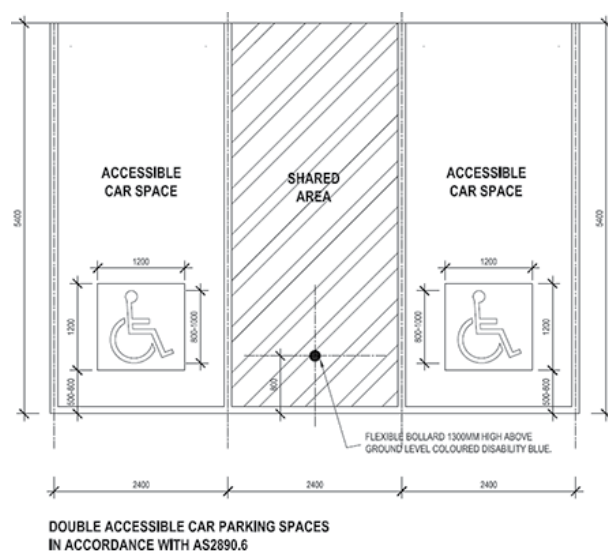 ACCESSIBLE
CAR SPACE
SHARED
AREA
ACCESSIBLE
CAR SPACE
5400
5400
1200
1200
1200
800-1000
500-600
800
800-1000
1200
500-600
FLEXIBLE BOLLARD 1300MM HIGH ABOVE
GROUND LEVEL COLOURED DISABILITY BLUE.
2400
2400
2400
DOUBLE ACCESSIBLE CAR PARKING SPACES
IN ACCORDANCE WITH AS2890.6